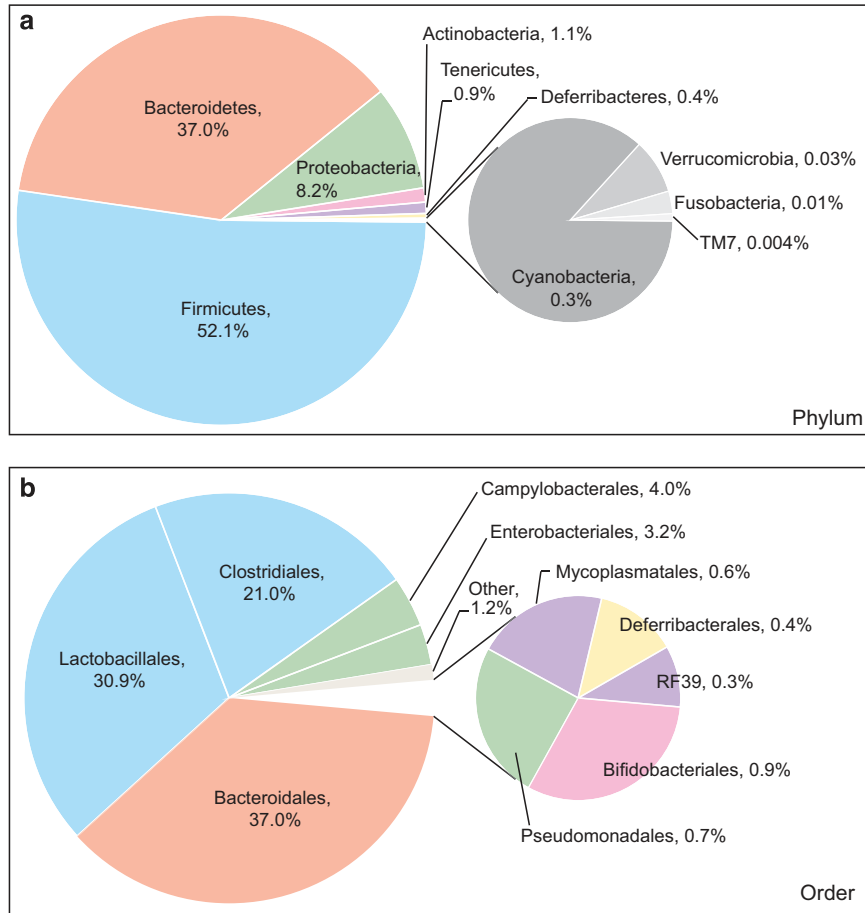 a
Actinobacteria, 1.1%
Tenericutes,
0.9%
Deferribacteres, 0.4%
Bacteroidetes,
37.0%
Proteobacteria,
8.2%
Verrucomicrobia, 0.03%
Fusobacteria, 0.01%
TM7, 0.004%
Cyanobacteria,
0.3%
Firmicutes,
52.1%
Phylum
b
Campylobacterales, 4.0%
Enterobacteriales, 3.2%
Other,
1.2%
Mycoplasmatales, 0.6%
Clostridiales,
21.0%
Deferribacterales, 0.4%
Lactobacillales,
30.9%
RF39, 0.3%
Bifidobacteriales, 0.9%
Bacteroidales,
37.0%
Pseudomonadales, 0.7%
Order